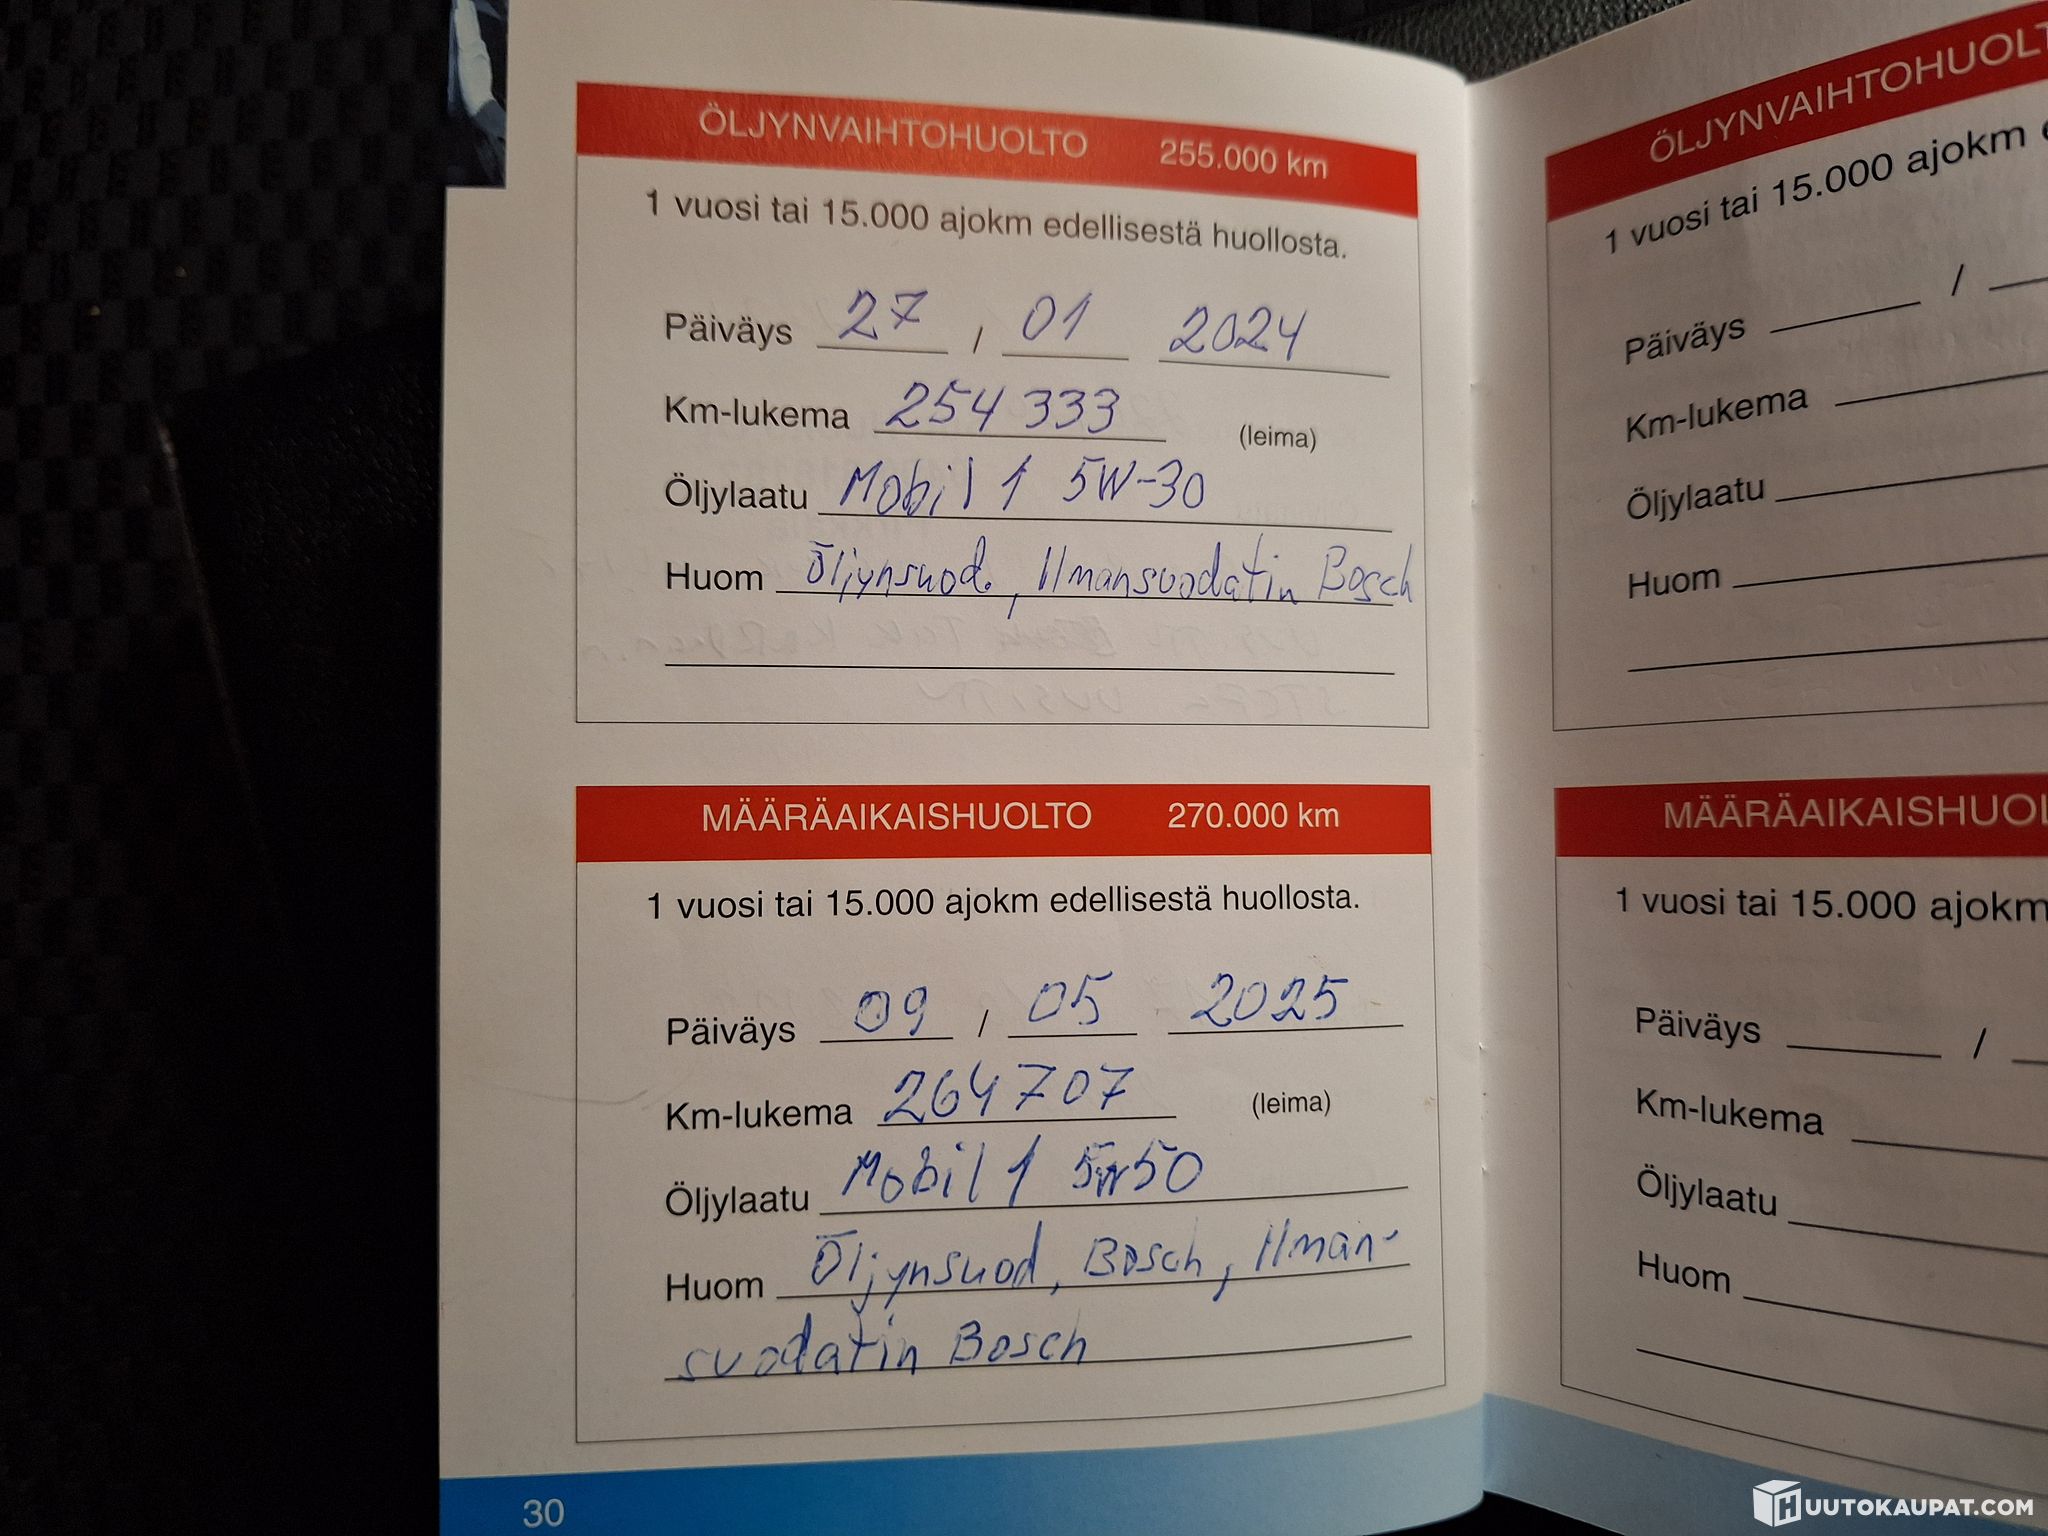 ÖLJYNVAIHTOHUOLTO 255.000 km
1 vuosi tai 15.000 ajokm edellisestä huollosta.
Päiväys 27 / 01 2024
Km-lukema 254 333 (leima)
Öljylaatu Mobil 1 5W-30
Huom Öljynsuod., Ilmansuodatin Bosch
MÄÄRÄAIKAISHUOLTO 270.000 km
1 vuosi tai 15.000 ajokm edellisestä huollosta.
Päiväys 09 / 05 2025
Km-lukema 264 707 (leima)
Öljylaatu Mobil 1 5W50
Huom Öljynsuod, Bosch, Ilman-
suodatin Bosch
30
ÖLJYNVAIHTOHUOLT
1 vuosi tai 15.000 ajokm e
Päiväys /
Km-lukema
Öljylaatu
Huom
MÄÄRÄAIKAISHUOL
1 vuosi tai 15.000 ajokm
Päiväys /
Km-lukema
Öljylaatu
Huom
HUUTOKAUPAT.COM